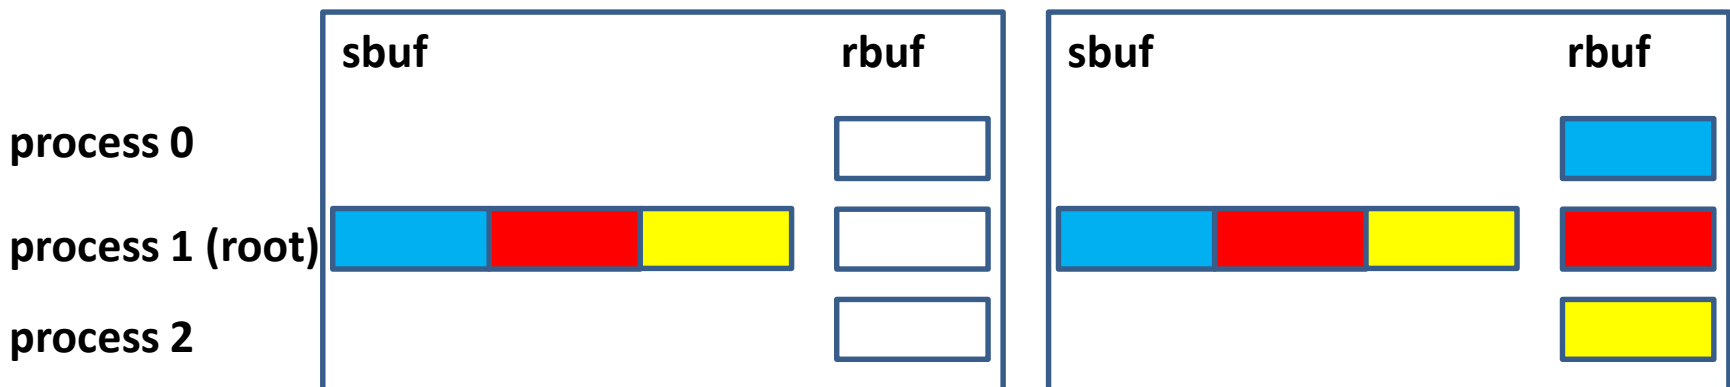 sbuf rbuf sbuf rbuf
process 0
process 1 (root)
process 2